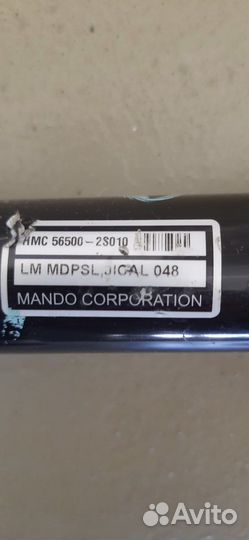 HMC 56500-2S010
LM MDPSL,JICAL 048
MANDO CORPORATION
Avito